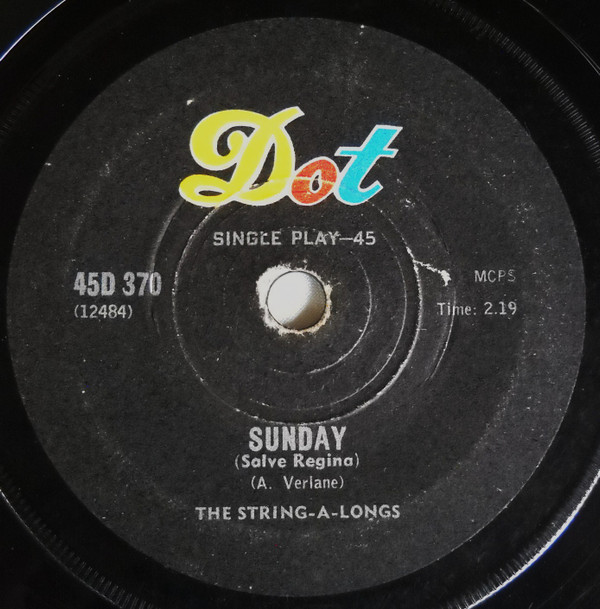 Dot
SINGLE PLAY—45
45D 370
(12484)
MCPS
Time: 2.19
SUNDAY
(Salve Regina)
(A. Verlane)
THE STRING-A-LONGS